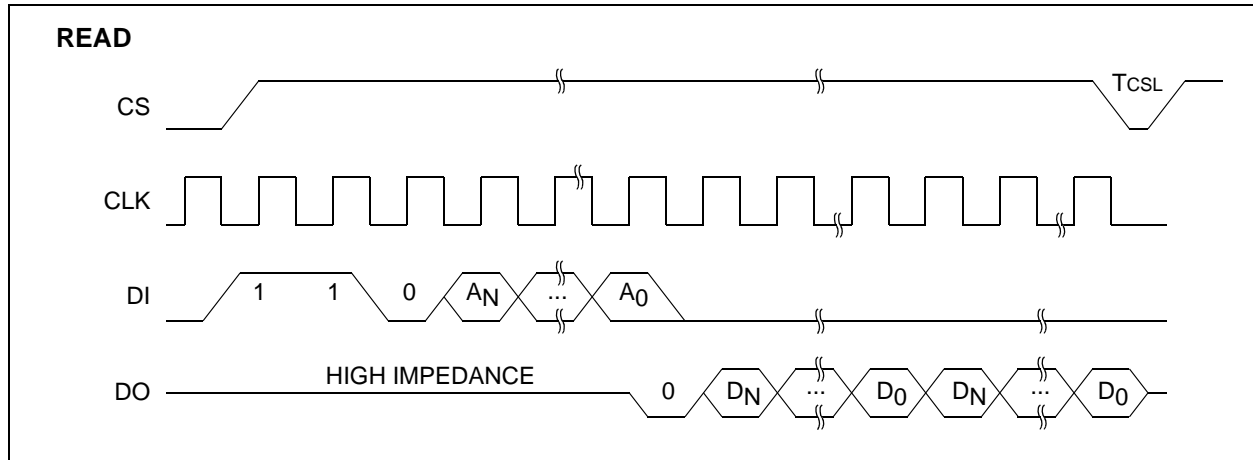 READ
CS
TCSL
CLK
DI
1 1 0 AN ... A0
HIGH IMPEDANCE
DO
0 DN ... D0 DN ... D0